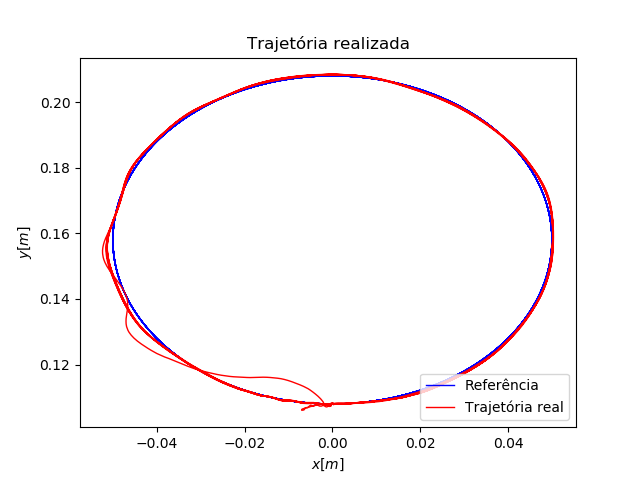 Trajetória realizada
y[m]
0.20
0.18
0.16
0.14
0.12
−0.04
−0.02
0.00
0.02
0.04
x[m]
Referência
Trajetória real